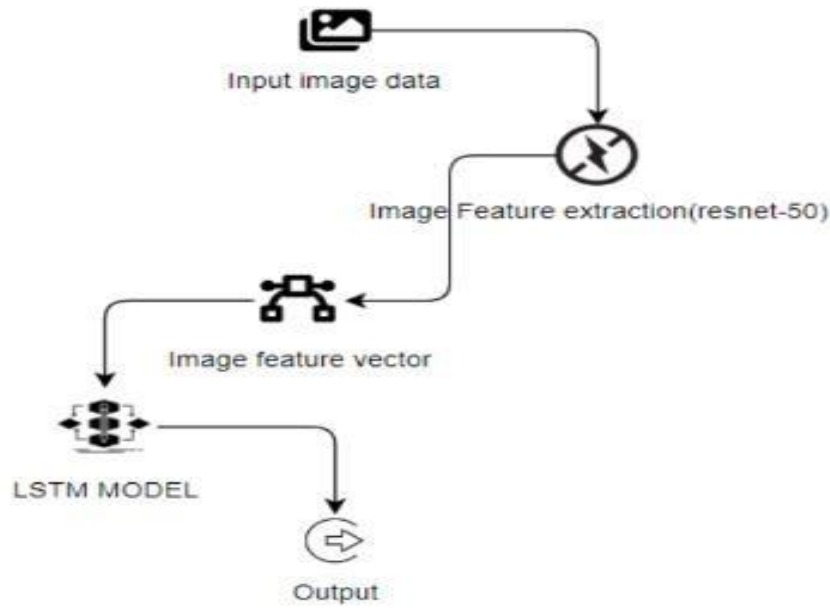 Input image data
Image Feature extraction(resnet-50)
Image feature vector
LSTM MODEL
Output